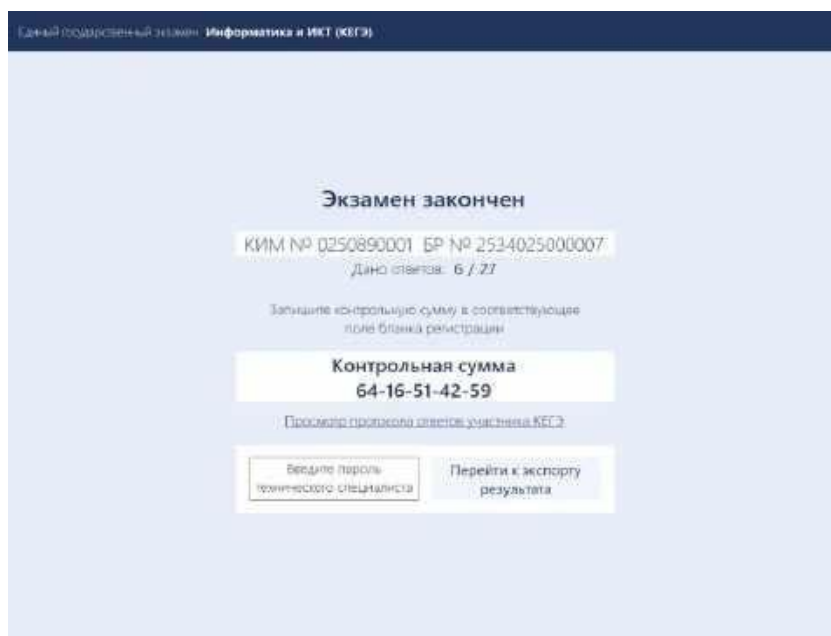 Единый государственный экзамен Информатика и ИКТ (КЕГЭ)
Экзамен закончен
КИМ № 0250890001 БР № 2534025000007
Дано ответов: 6 / 27
Запишите контрольную сумму в соответствующее
поле бланка регистрации
Контрольная сумма
64-16-51-42-59
Просмотр протокола ответов участника КЕГЭ
Введите пароль
технического специалиста
Перейти к экспорту
результата